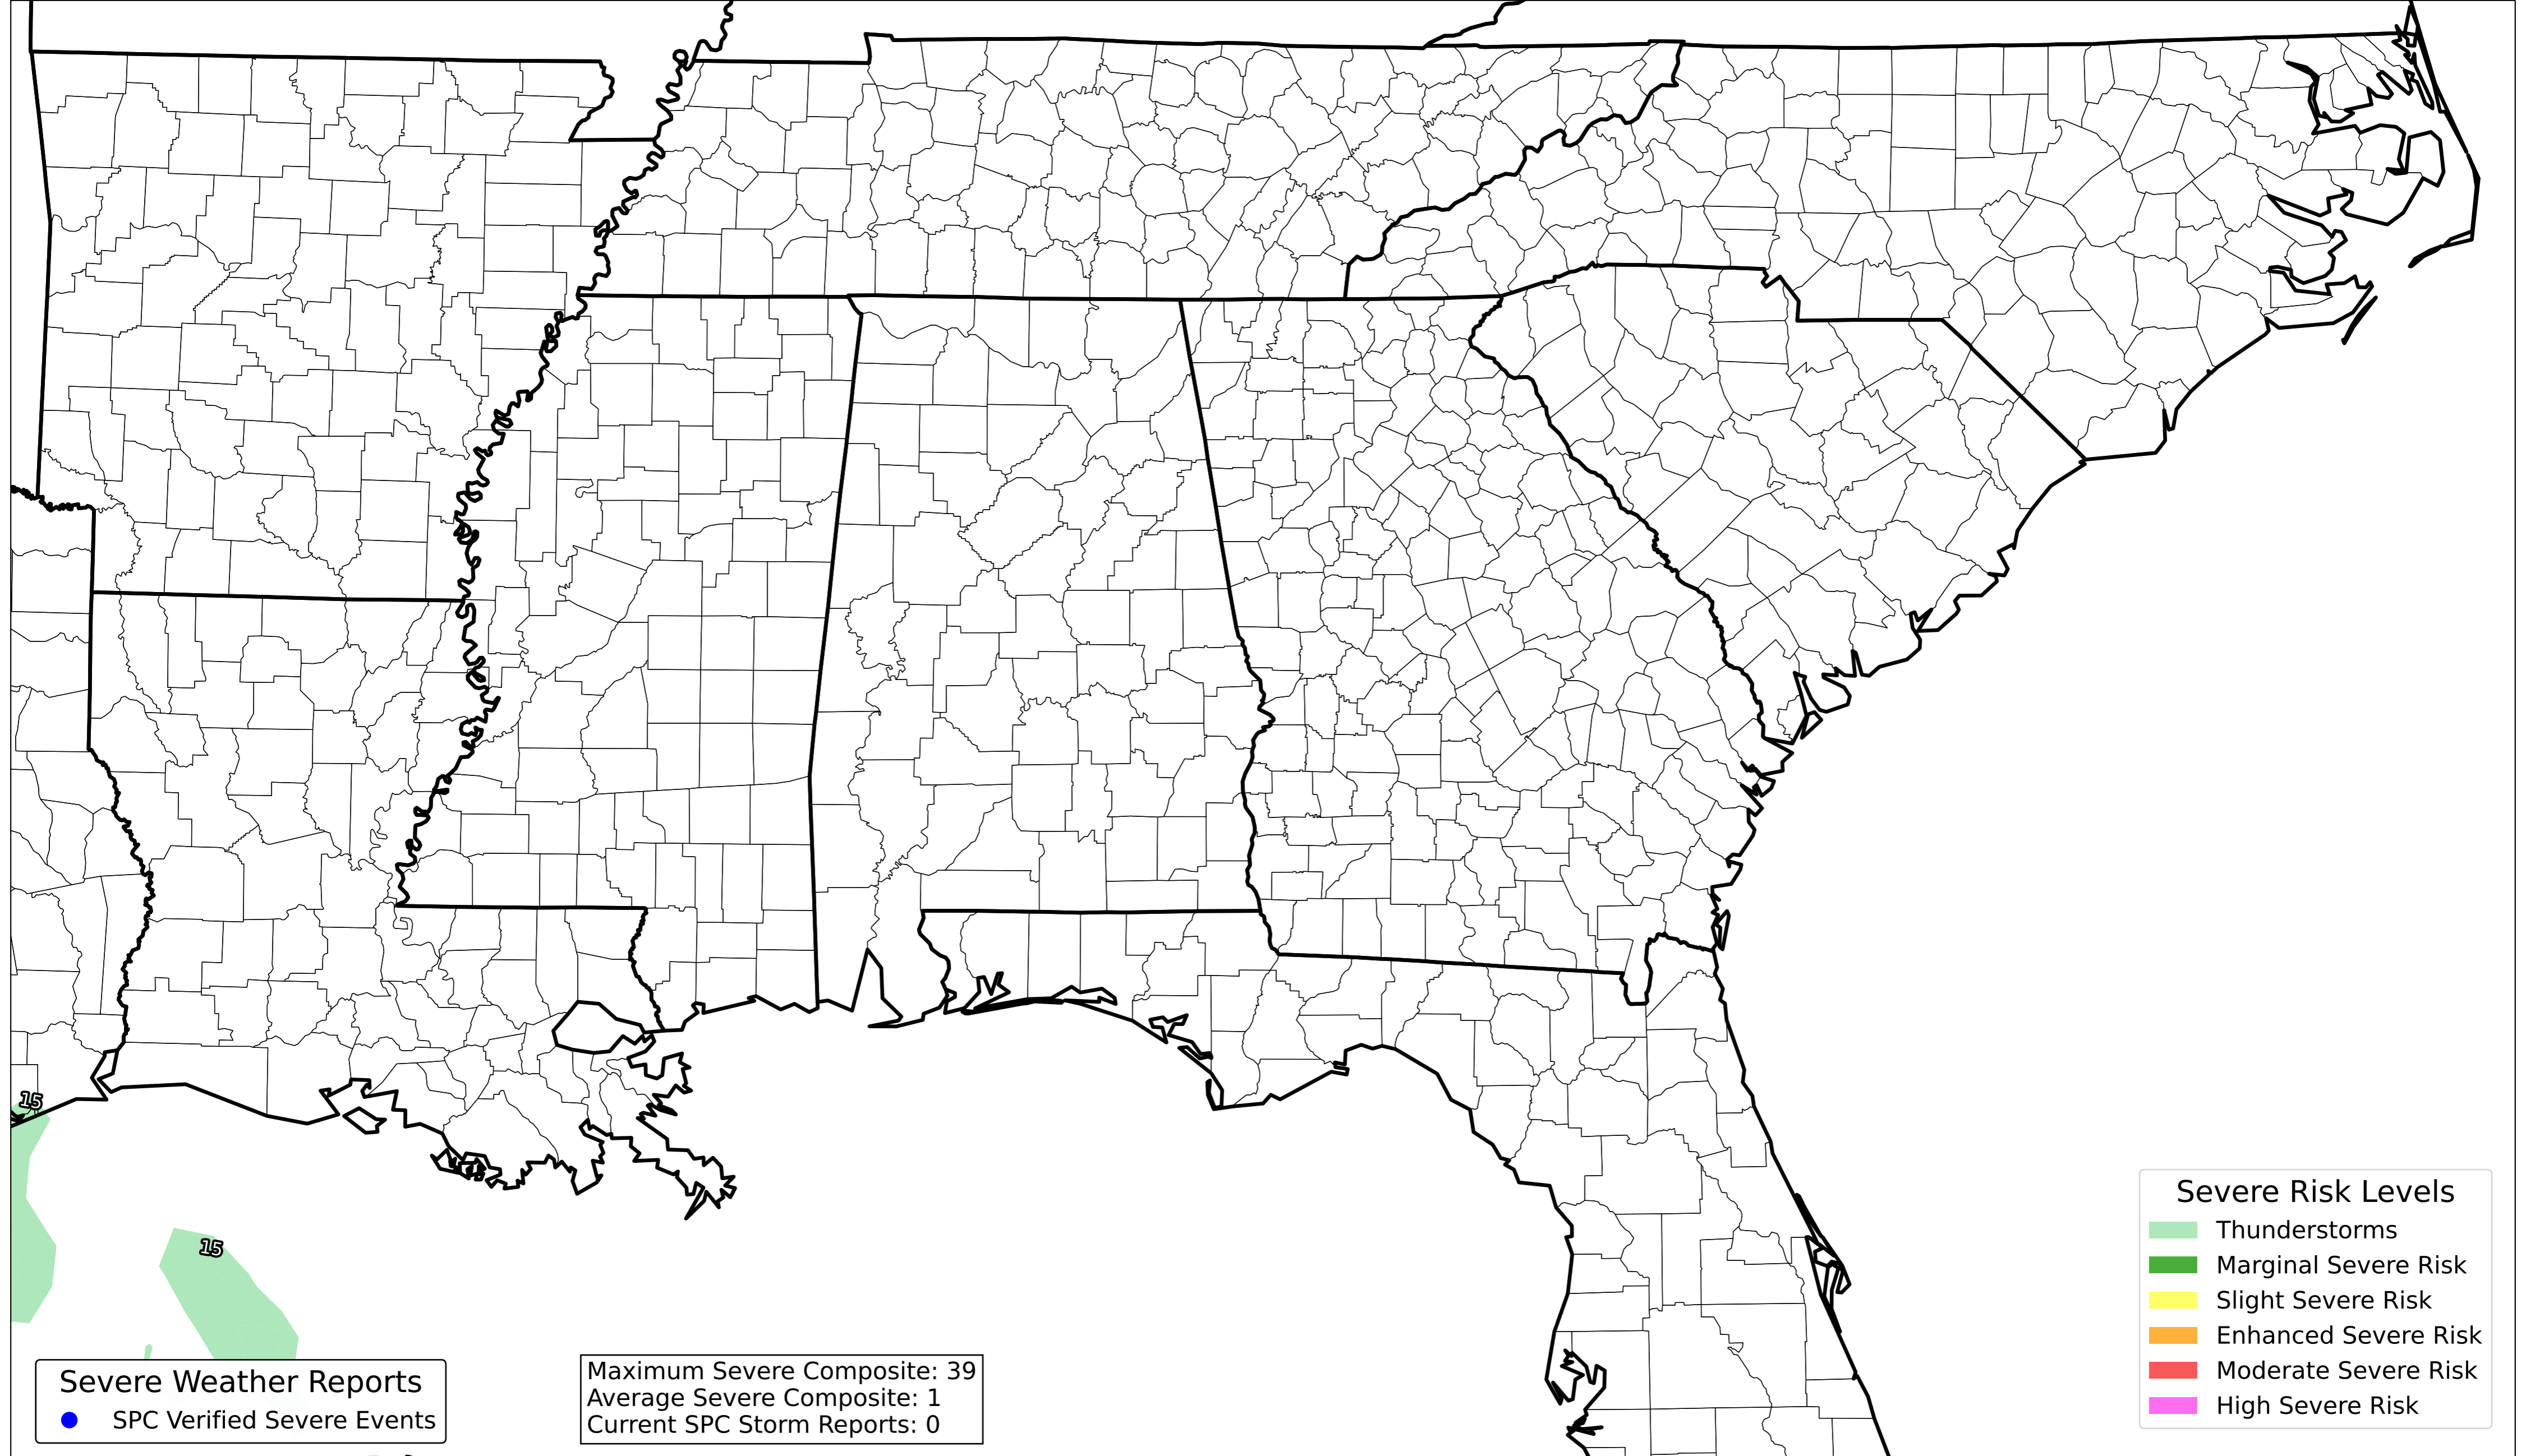 15
15
Severe Weather Reports
SPC Verified Severe Events
Maximum Severe Composite: 39
Average Severe Composite: 1
Current SPC Storm Reports: 0
Severe Risk Levels
Thunderstorms
Marginal Severe Risk
Slight Severe Risk
Enhanced Severe Risk
Moderate Severe Risk
High Severe Risk